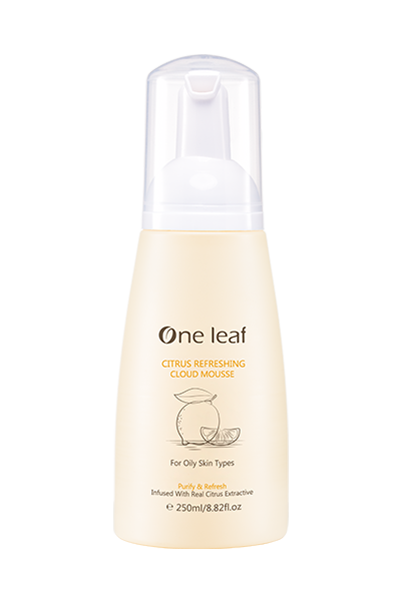 One leaf
CITRUS REFRESHING
CLOUD MOUSSE
For Oily Skin Types
Purify & Refresh
Infused With Real Citrus Extractive
℮ 250ml/8.82fl.oz